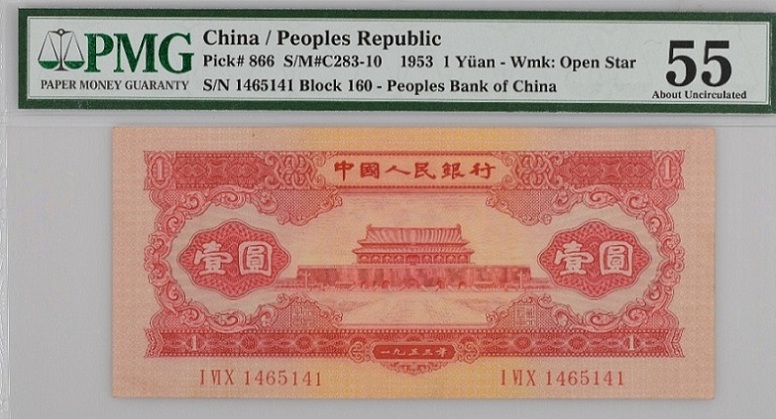 PMG
PAPER MONEY GUARANTY
China / Peoples Republic
Pick# 866 S/M#C283-10 1953 1 Yüan - Wmk: Open Star
S/N 1465141 Block 160 - Peoples Bank of China
55
About Uncirculated
1 中國人民銀行 1
壹圓 壹圓
1 一九五三年 1
I VI X 1465141 I VI X 1465141